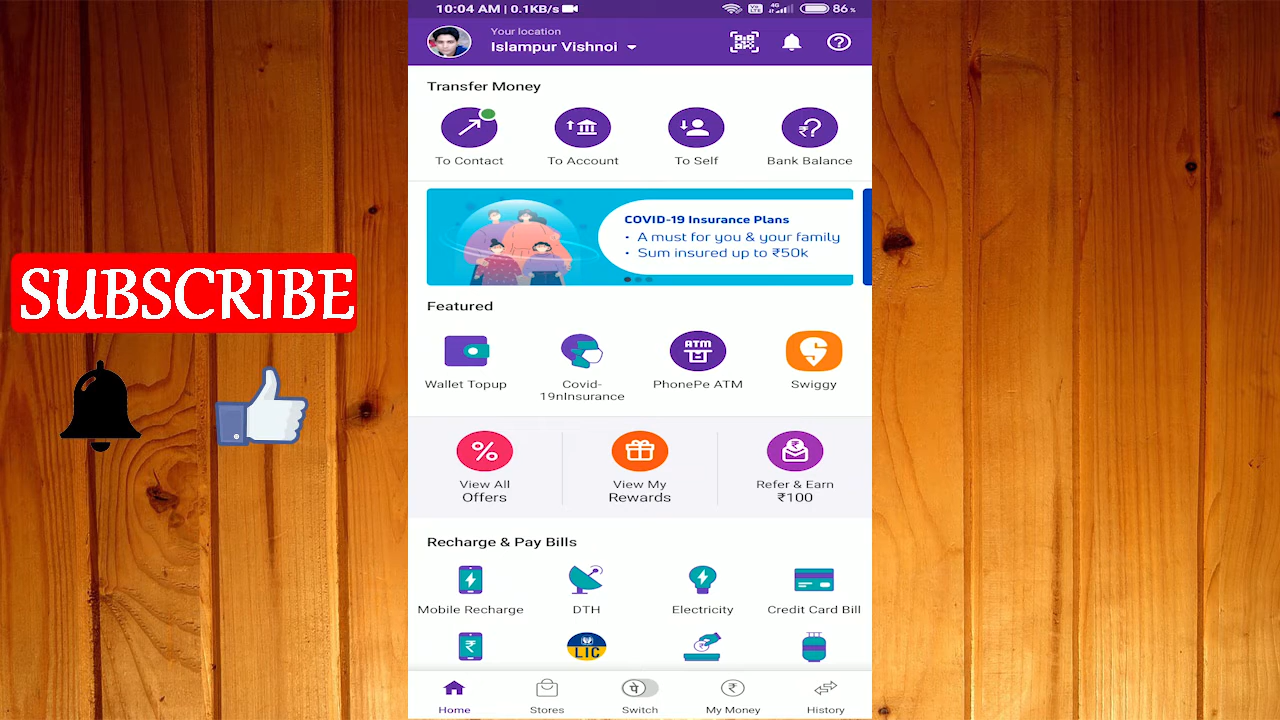 10:04 AM | 0.1KB/s
Vo LTE
4G
86%
Your location
Islampur Vishnoi
Transfer Money
To Contact
To Account
To Self
Bank Balance
COVID-19 Insurance Plans
• A must for you & your family
• Sum insured up to ₹50k
SUBSCRIBE
Featured
ATM
Wallet Topup
Covid-
19nInsurance
PhonePe ATM
Swiggy
View All
Offers
View My
Rewards
Refer & Earn
₹100
Recharge & Pay Bills
Mobile Recharge
DTH
Electricity
Credit Card Bill
LIC
पे
Home
Stores
Switch
My Money
History